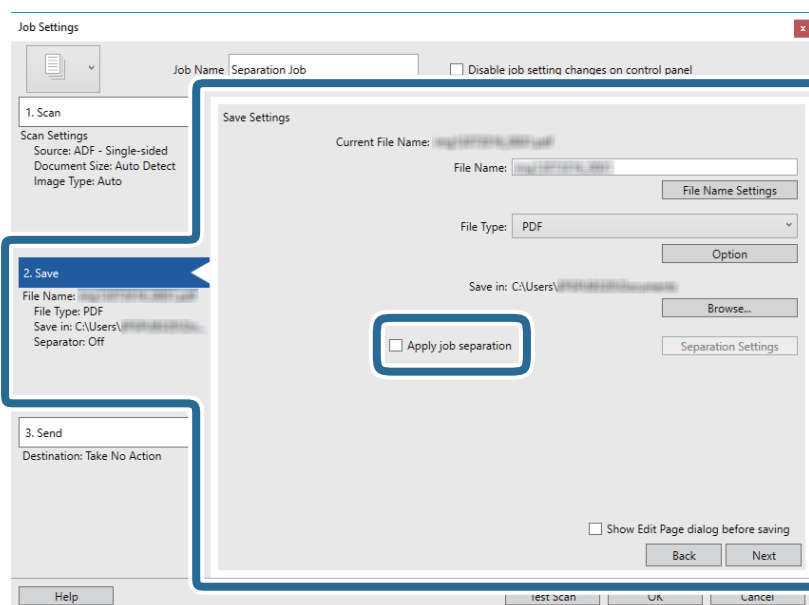 Job Settings
x
Job Name Separation Job
Disable job setting changes on control panel
1. Scan
Scan Settings
Source: ADF - Single-sided
Document Size: Auto Detect
Image Type: Auto
Save Settings
Current File Name:
File Name:
File Name Settings
File Type: PDF
Option
Save in: C:\Users\
Browse...
Apply job separation
Separation Settings
2. Save
File Name:
File Type: PDF
Save in: C:\Users\
Separator: Off
3. Send
Destination: Take No Action
Show Edit Page dialog before saving
Back
Next
Help
Test Scan
OK
Cancel